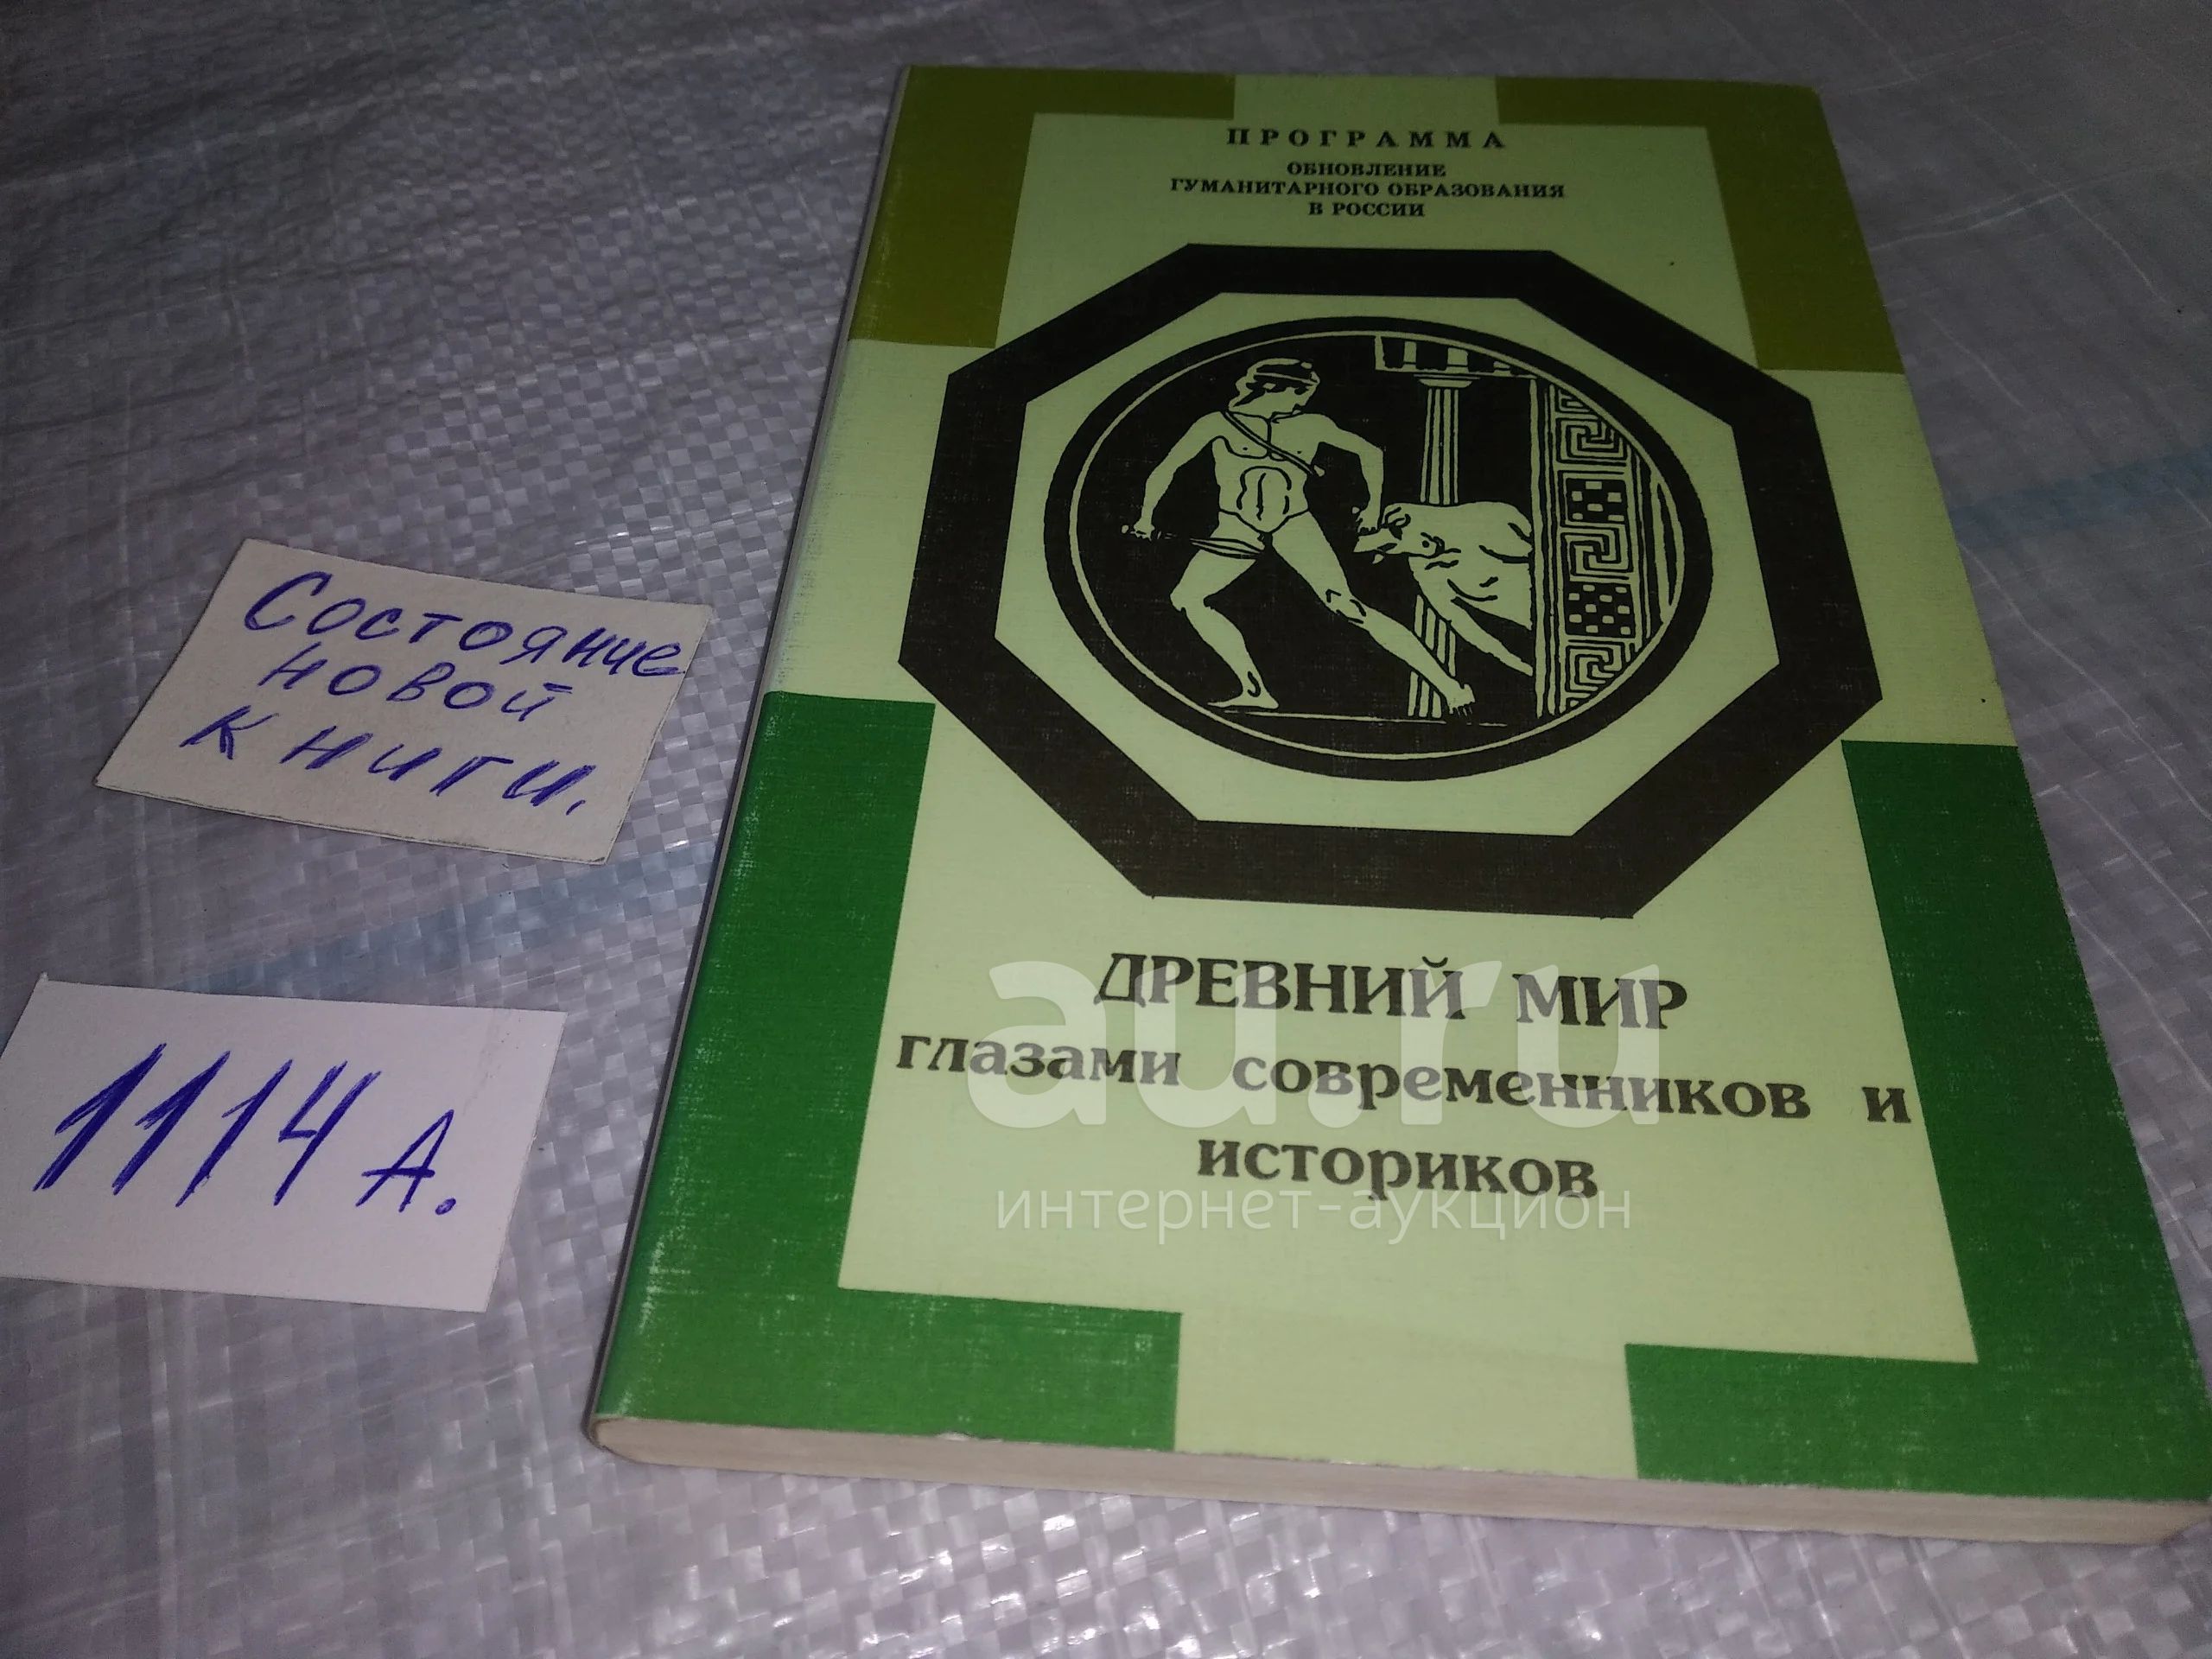 ПРОГРАММА
ОБНОВЛЕНИЕ
ГУМАНИТАРНОГО ОБРАЗОВАНИЯ
В РОССИИ
Состояние
новой
книги.
1114 А.
ДРЕВНИЙ МИР
глазами современников и
историков
au.ru
интернет-аукцион